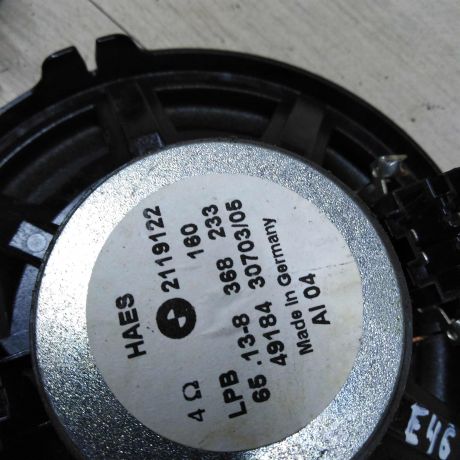 HAES
4 Ω 2119122
LPB 160
65 .13-8 368 233
49184 30703/05
Made in Germany
AI 04
E46